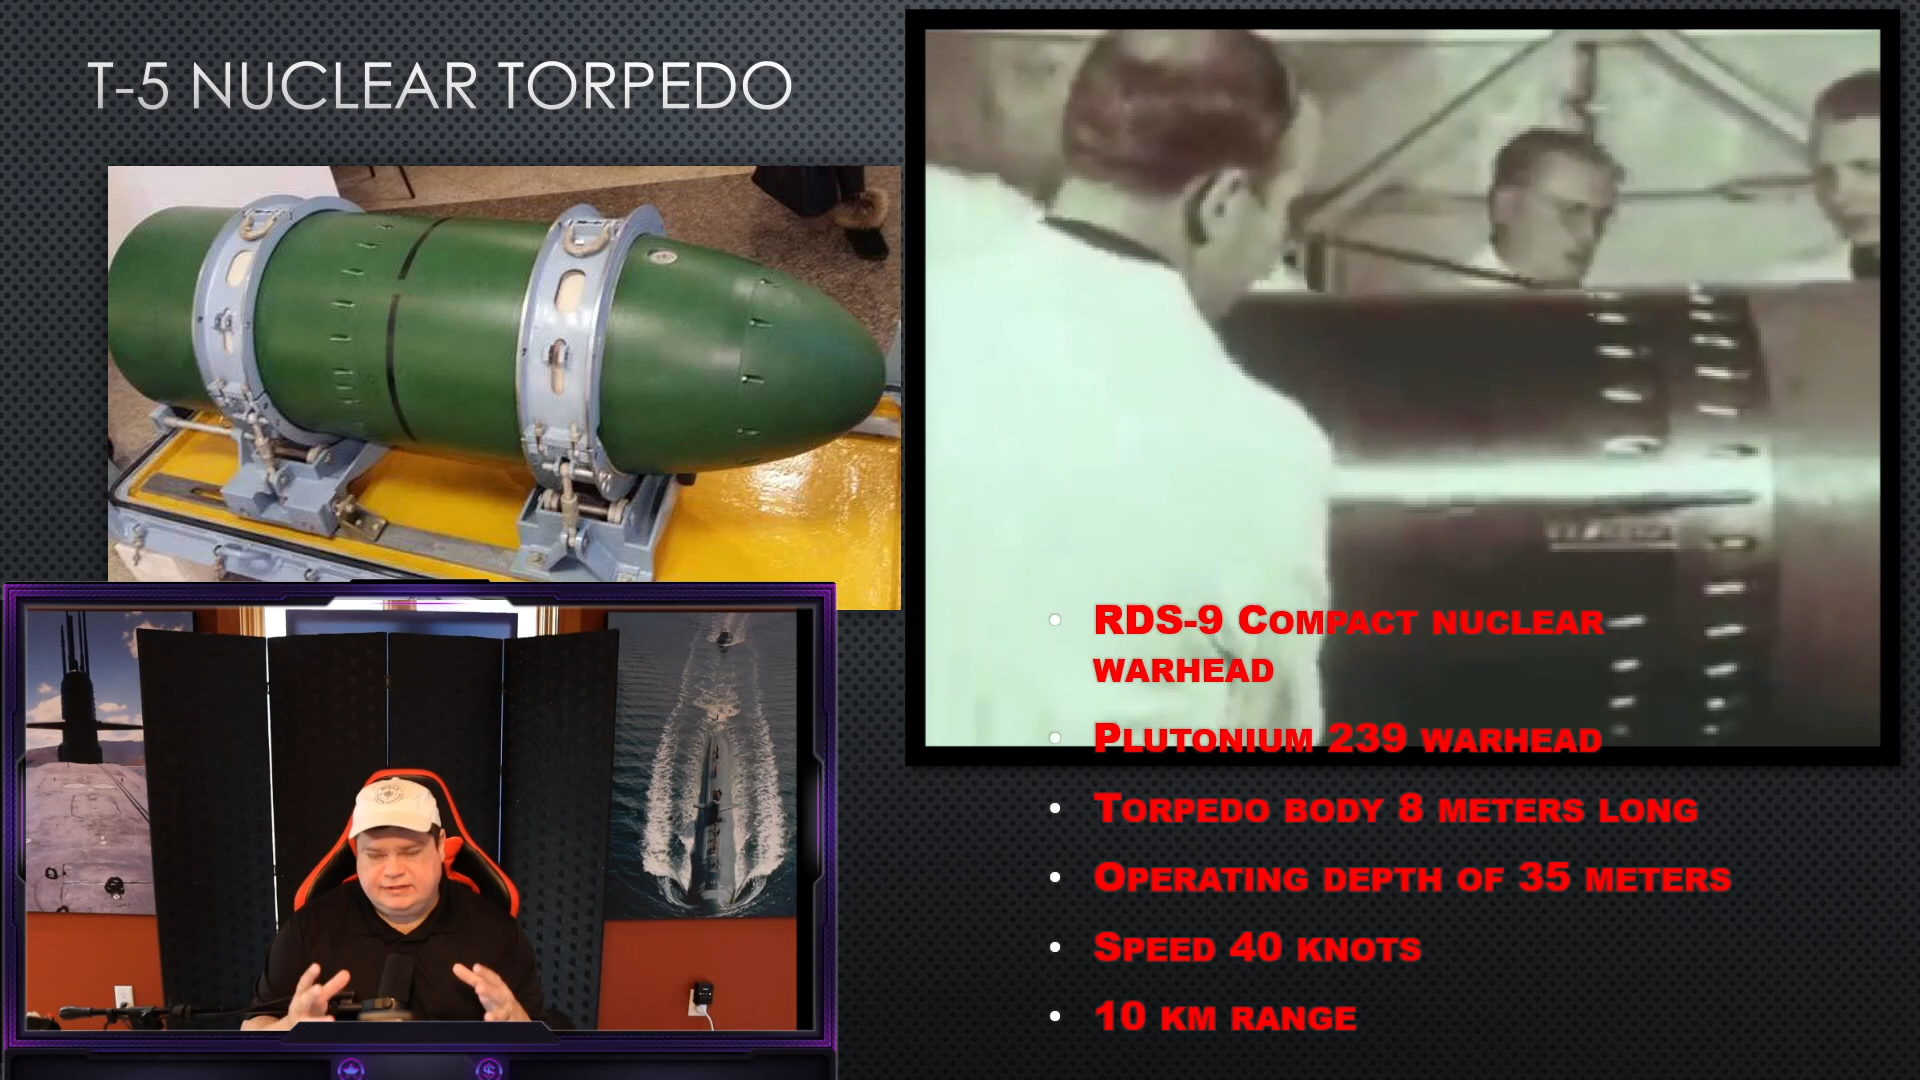 T-5 NUCLEAR TORPEDO
RDS-9 COMPACT NUCLEAR
WARHEAD
PLUTONIUM 239 WARHEAD
TORPEDO BODY 8 METERS LONG
OPERATING DEPTH OF 35 METERS
SPEED 40 KNOTS
10 KM RANGE